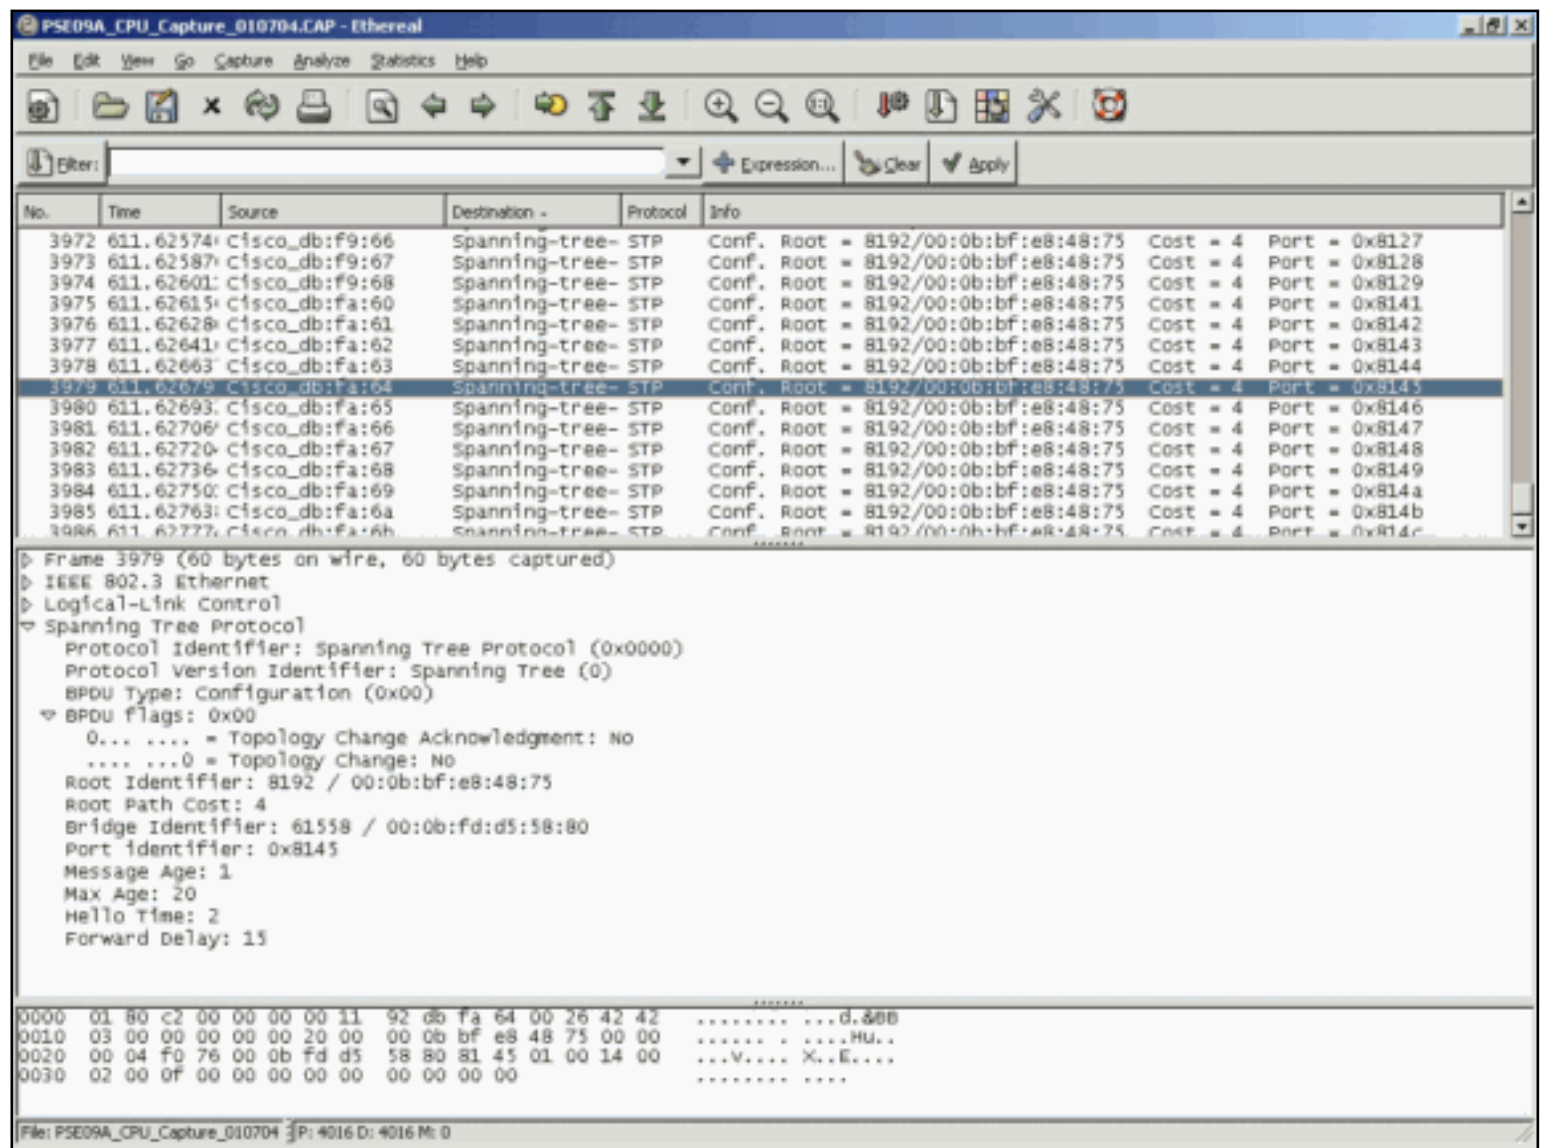 PSE09A_CPU_Capture_010704.CAP - Ethereal
File Edit View Go Capture Analyze Statistics Help
Filter: Expression... Clear Apply
No. Time Source Destination Protocol Info
3972 611.62574 Cisco_db:f9:66 Spanning-tree- STP Conf. Root = 8192/00:0b:bf:e8:48:75 Cost = 4 Port = 0x8127
3973 611.62587 Cisco_db:f9:67 Spanning-tree- STP Conf. Root = 8192/00:0b:bf:e8:48:75 Cost = 4 Port = 0x8128
3974 611.62601 Cisco_db:f9:68 Spanning-tree- STP Conf. Root = 8192/00:0b:bf:e8:48:75 Cost = 4 Port = 0x8129
3975 611.62615 Cisco_db:fa:60 Spanning-tree- STP Conf. Root = 8192/00:0b:bf:e8:48:75 Cost = 4 Port = 0x8141
3976 611.62628 Cisco_db:fa:61 Spanning-tree- STP Conf. Root = 8192/00:0b:bf:e8:48:75 Cost = 4 Port = 0x8142
3977 611.62641 Cisco_db:fa:62 Spanning-tree- STP Conf. Root = 8192/00:0b:bf:e8:48:75 Cost = 4 Port = 0x8143
3978 611.62663 Cisco_db:fa:63 Spanning-tree- STP Conf. Root = 8192/00:0b:bf:e8:48:75 Cost = 4 Port = 0x8144
3979 611.62679 Cisco_db:fa:64 Spanning-tree- STP Conf. Root = 8192/00:0b:bf:e8:48:75 Cost = 4 Port = 0x8145
3980 611.62693 Cisco_db:fa:65 Spanning-tree- STP Conf. Root = 8192/00:0b:bf:e8:48:75 Cost = 4 Port = 0x8146
3981 611.62706 Cisco_db:fa:66 Spanning-tree- STP Conf. Root = 8192/00:0b:bf:e8:48:75 Cost = 4 Port = 0x8147
3982 611.62720 Cisco_db:fa:67 Spanning-tree- STP Conf. Root = 8192/00:0b:bf:e8:48:75 Cost = 4 Port = 0x8148
3983 611.62736 Cisco_db:fa:68 Spanning-tree- STP Conf. Root = 8192/00:0b:bf:e8:48:75 Cost = 4 Port = 0x8149
3984 611.62750 Cisco_db:fa:69 Spanning-tree- STP Conf. Root = 8192/00:0b:bf:e8:48:75 Cost = 4 Port = 0x814a
3985 611.62763 Cisco_db:fa:6a Spanning-tree- STP Conf. Root = 8192/00:0b:bf:e8:48:75 Cost = 4 Port = 0x814b
3986 611.62777 Cisco_db:fa:6b Spanning-tree- STP Conf. Root = 8192/00:0b:bf:e8:48:75 Cost = 4 Port = 0x814c
Frame 3979 (60 bytes on wire, 60 bytes captured)
IEEE 802.3 Ethernet
Logical-Link Control
Spanning Tree Protocol
Protocol Identifier: Spanning Tree Protocol (0x0000)
Protocol Version Identifier: Spanning Tree (0)
BPDU Type: Configuration (0x00)
BPDU flags: 0x00
0... .... = Topology Change Acknowledgment: No
.... ...0 = Topology Change: No
Root Identifier: 8192 / 00:0b:bf:e8:48:75
Root Path Cost: 4
Bridge Identifier: 61558 / 00:0b:fd:d5:58:80
Port identifier: 0x8145
Message Age: 1
Max Age: 20
Hello Time: 2
Forward Delay: 15
0000 01 80 c2 00 00 00 00 11 92 db fa 64 00 26 42 42 ........ ...d.&BB
0010 03 00 00 00 00 00 20 00 00 0b bf e8 48 75 00 00 ...... . ....Hu..
0020 00 04 f0 76 00 0b fd d5 58 80 81 45 01 00 14 00 ...v.... X..E....
0030 02 00 0f 00 00 00 00 00 00 00 00 00 ........ ....
File: PSE09A_CPU_Capture_010704 P: 4016 D: 4016 M: 0